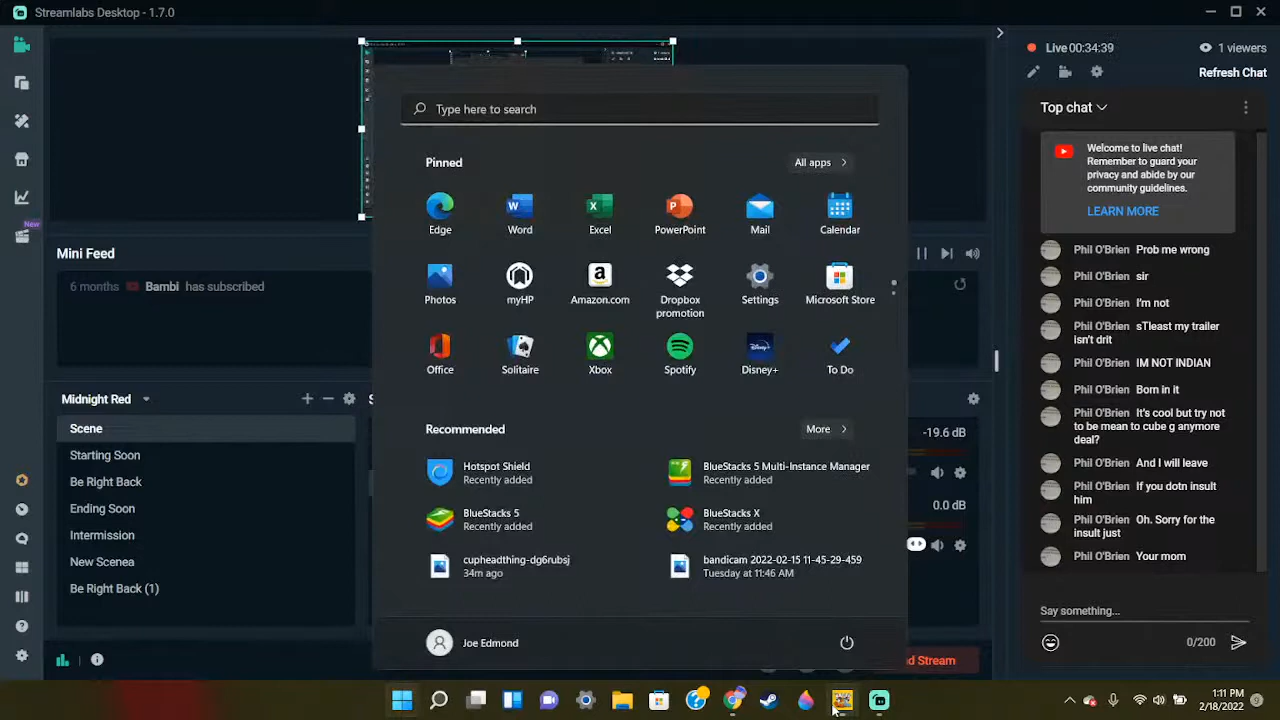 Streamlabs Desktop - 1.7.0
Live 00:34:39
1 viewers
Refresh Chat
Type here to search
Top chat
Pinned
All apps
Welcome to live chat!
Remember to guard your
privacy and abide by our
community guidelines.
LEARN MORE
Edge
Word
Excel
PowerPoint
Mail
Calendar
New
Mini Feed
Phil O'Brien Prob me wrong
6 months Bambi has subscribed
Phil O'Brien sir
Photos
myHP
Amazon.com
Dropbox
promotion
Settings
Microsoft Store
Phil O'Brien I'm not
Phil O'Brien sTleast my trailer
isn't drit
Office
Solitaire
Xbox
Spotify
Disney+
To Do
Phil O'Brien IM NOT INDIAN
Phil O'Brien Born in it
Midnight Red
S
Phil O'Brien It's cool but try not
to be mean to cube g anymore
deal?
Scene
Recommended
More
-19.6 dB
Starting Soon
Hotspot Shield
Recently added
BlueStacks 5 Multi-Instance Manager
Recently added
Phil O'Brien And I will leave
Be Right Back
Phil O'Brien If you dotn insult
him
Ending Soon
BlueStacks 5
Recently added
BlueStacks X
Recently added
0.0 dB
Phil O'Brien Oh. Sorry for the
insult just
Intermission
New Scenea
cupheadthing-dg6rubsj
34m ago
bandicam 2022-02-15 11-45-29-459
Tuesday at 11:46 AM
Phil O'Brien Your mom
Be Right Back (1)
Say something...
Joe Edmond
0/200
d Stream
1:11 PM
2/18/2022